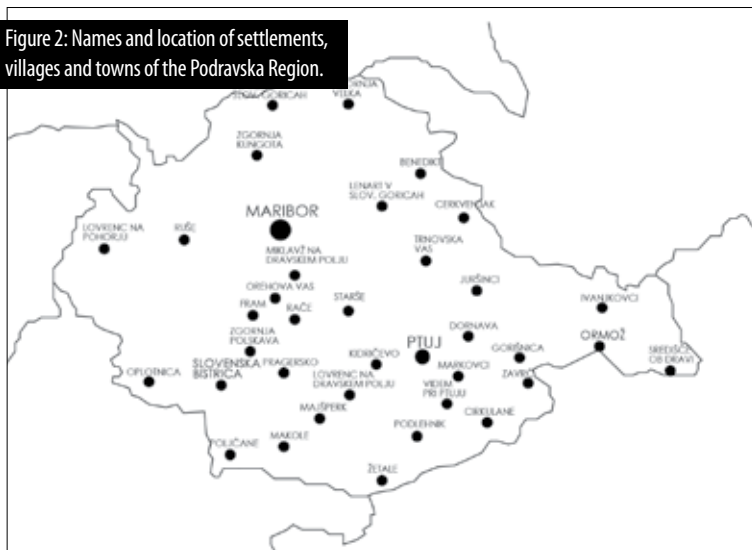 Figure 2: Names and location of settlements,
villages and towns of the Podravska Region.
SLOV. GORICAH
VELKA
ZGORNJA
KUNGOTA
BENEDIKT
LENART V
SLOV. GORICAH
CERKVENJAK
MARIBOR
LOVRENC NA
POHORJU
RUŠE
MIKLAVŽ NA
DRAVSKEM POLJU
TRNOVSKA
VAS
JURŠINCI
OREHOVA VAS
FRAM
RAČE
STARŠE
IVANJKOVCI
DORNAVA
ORMOŽ
ZGORNJA
POLSKAVA
PTUJ
GORIŠNICA
SREDIŠČE
OB DRAVI
SLOVENSKA
BISTRICA
PRAGERSKO
KIDRIČEVO
OPLOTNICA
LOVRENC NA
DRAVSKEM POLJU
MARKOVCI
ZAVRČ
VIDEM
PRI PTUJU
MAJŠPERK
CIRKULANE
PODLEHNIK
MAKOLE
POLJČANE
ŽETALE